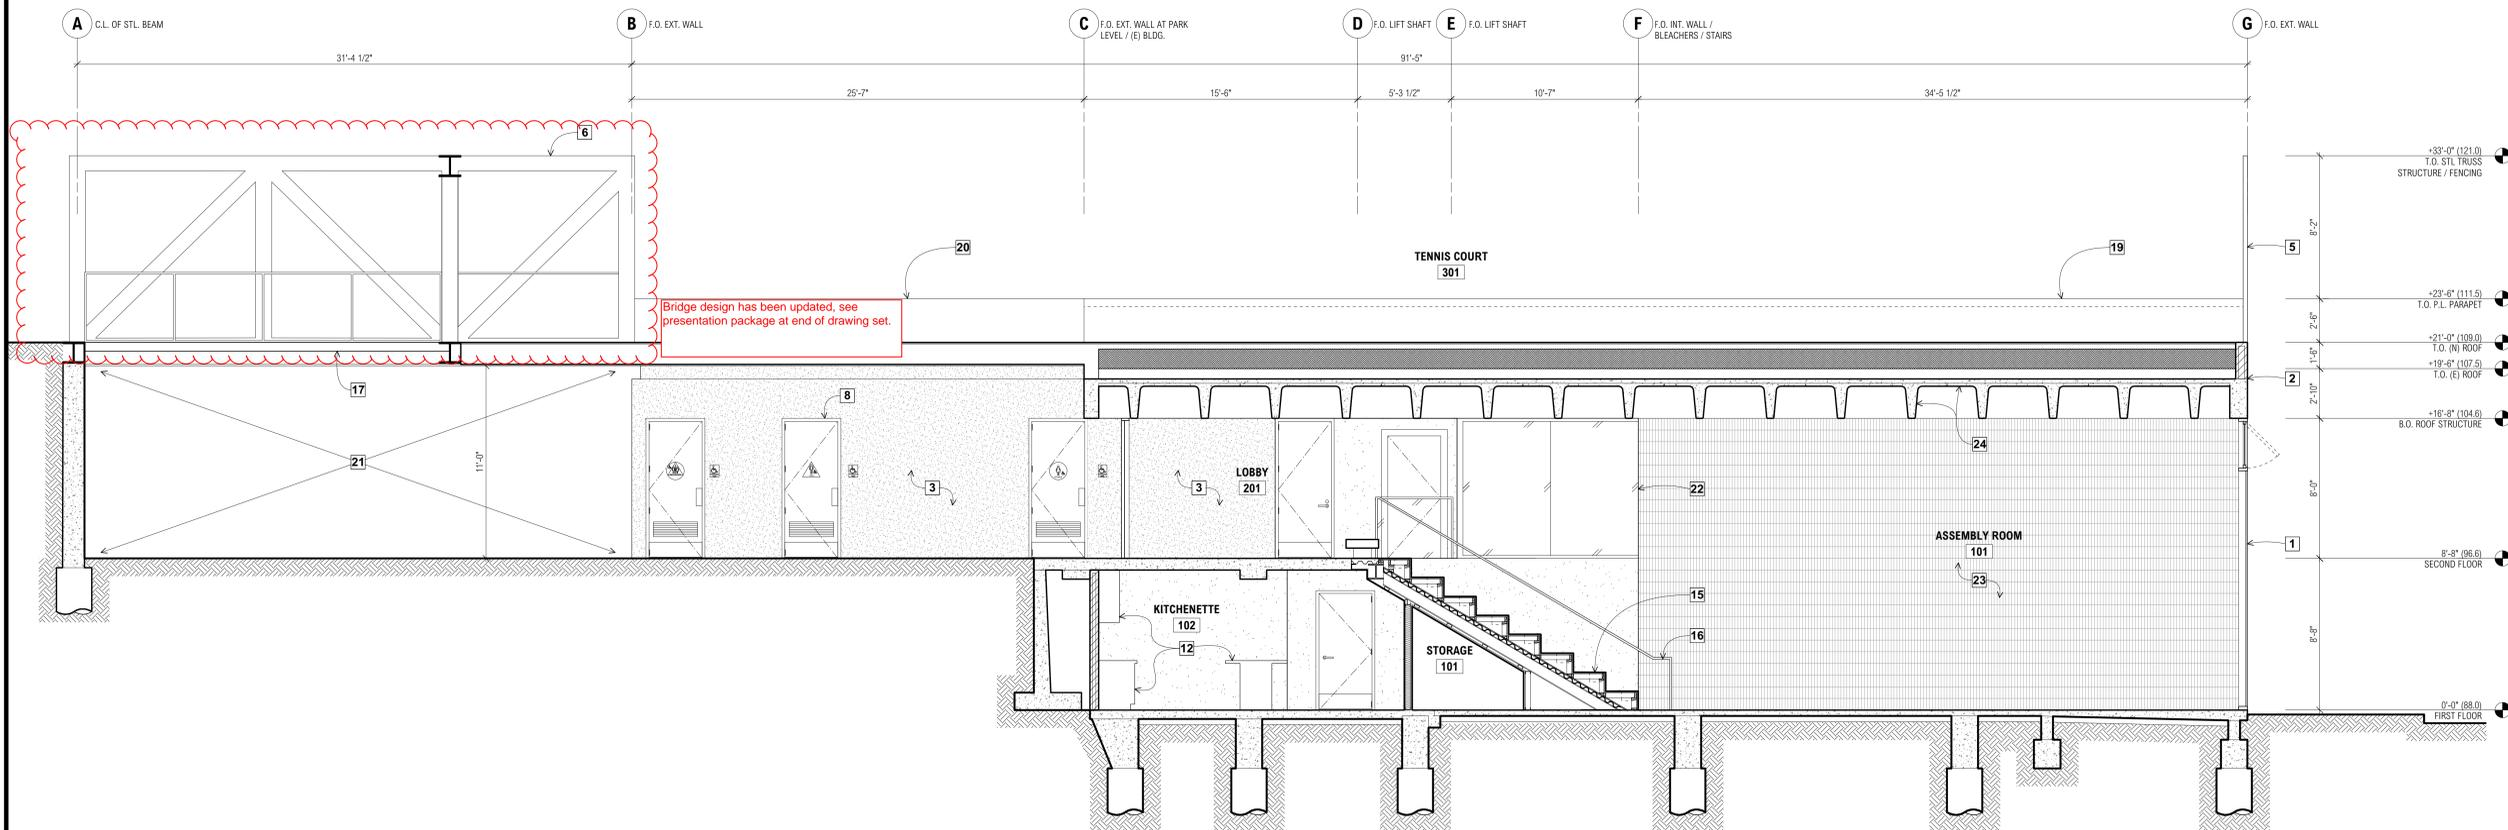 A C.L. OF STL. BEAM
B F.O. EXT. WALL
C F.O. EXT. WALL AT PARK
LEVEL / (E) BLDG.
D F.O. LIFT SHAFT
E F.O. LIFT SHAFT
F F.O. INT. WALL /
BLEACHERS / STAIRS
G F.O. EXT. WALL
31'-4 1/2"
91'-5"
25'-7"
15'-6"
5'-3 1/2"
10'-7"
34'-5 1/2"
6
20
TENNIS COURT
301
19
5
Bridge design has been updated, see
presentation package at end of drawing set.
+33'-0" (121.0)
T.O. STL TRUSS
STRUCTURE / FENCING
8'-2"
+23'-6" (111.5)
T.O. P.L. PARAPET
2'-6"
+21'-0" (109.0)
T.O. (N) ROOF
1'-6"
+19'-6" (107.5)
T.O. (E) ROOF
2
2'-10"
+16'-8" (104.6)
B.O. ROOF STRUCTURE
17
8
24
21
11'-0"
3
3
LOBBY
201
22
8'-0"
ASSEMBLY ROOM
101
1
8'-8" (96.6)
SECOND FLOOR
23
KITCHENETTE
102
12
15
16
STORAGE
101
8'-8"
0'-0" (88.0)
FIRST FLOOR